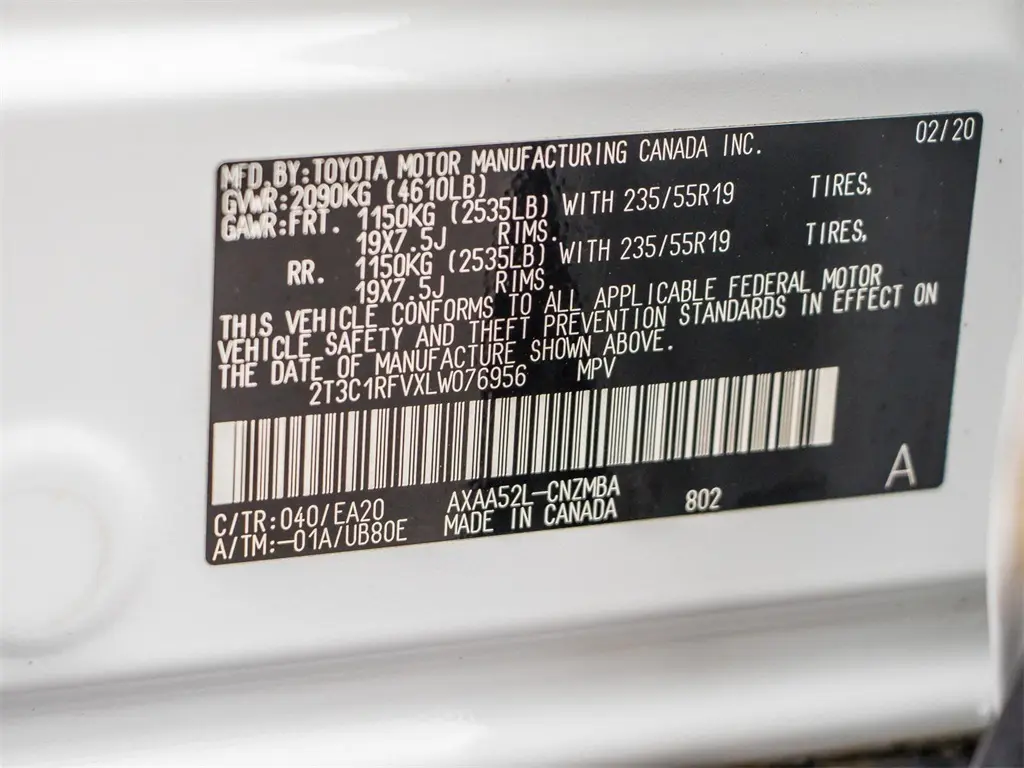 02/20
MFD. BY: TOYOTA MOTOR MANUFACTURING CANADA INC.
GVWR: 2090KG (4610LB)
GAWR: FRT. 1150KG (2535LB) WITH 235/55R19 TIRES,
19X7.5J RIMS.
RR. 1150KG (2535LB) WITH 235/55R19 TIRES,
19X7.5J RIMS.
THIS VEHICLE CONFORMS TO ALL APPLICABLE FEDERAL MOTOR
VEHICLE SAFETY AND THEFT PREVENTION STANDARDS IN EFFECT ON
THE DATE OF MANUFACTURE SHOWN ABOVE.
2T3C1RFVXLW076956 MPV
A
C/TR: 040/EA20 AXAA52L-CNZMBA 802
A/TM: -01A/UB80E MADE IN CANADA